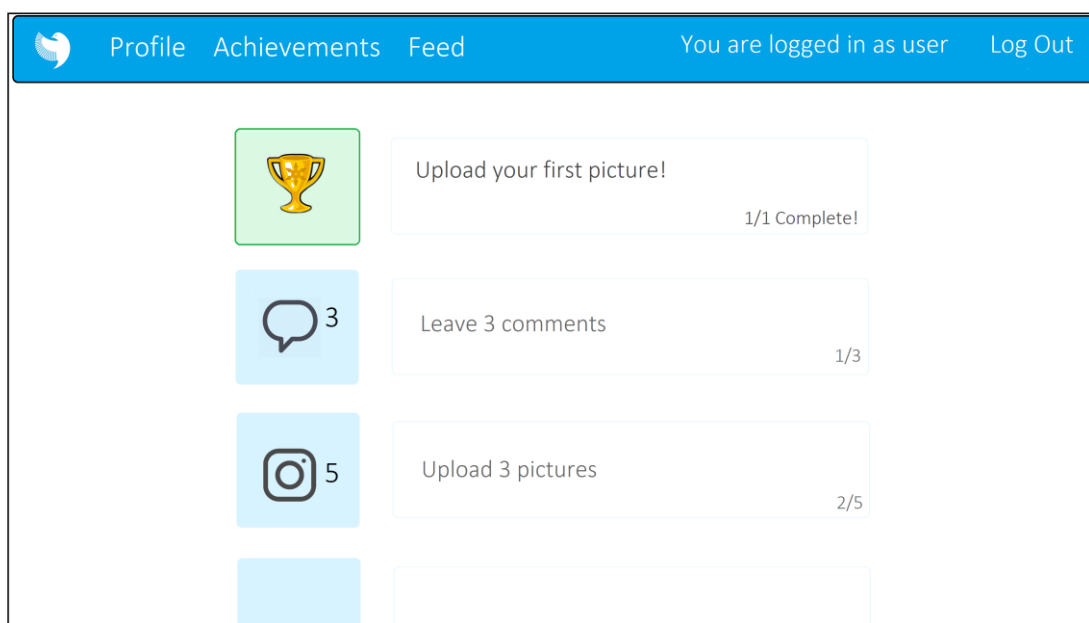 Profile Achievements Feed You are logged in as user Log Out
Upload your first picture!
1/1 Complete!
3
Leave 3 comments
1/3
5
Upload 3 pictures
2/5